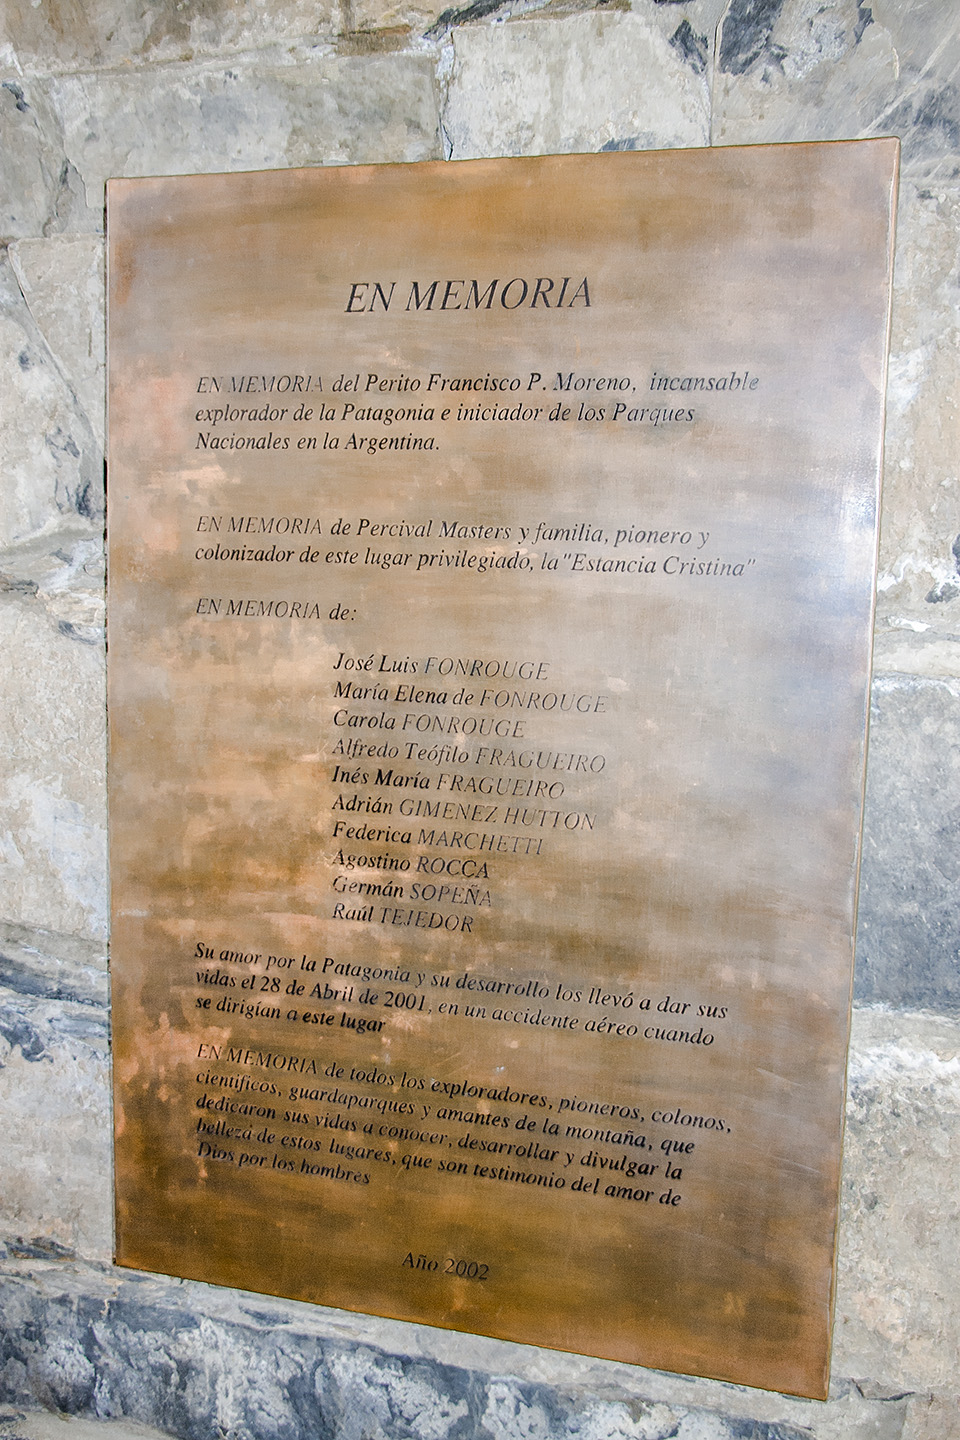 EN MEMORIA
EN MEMORIA del Perito Francisco P. Moreno, incansable
explorador de la Patagonia e iniciador de los Parques
Nacionales en la Argentina.
EN MEMORIA de Percival Masters y familia, pionero y
colonizador de este lugar privilegiado, la "Estancia Cristina"
EN MEMORIA de:
José Luis FONROUGE
María Elena de FONROUGE
Carola FONROUGE
Alfredo Teófilo FRAGUEIRO
Inés María FRAGUEIRO
Adrián GIMENEZ HUTTON
Federica MARCHETTI
Agostino ROCCA
Germán SOPEÑA
Raúl TEJEDOR
Su amor por la Patagonia y su desarrollo los llevó a dar sus
vidas el 28 de Abril de 2001, en un accidente aéreo cuando
se dirigían a este lugar
EN MEMORIA de todos los exploradores, pioneros, colonos,
científicos, guardaparques y amantes de la montaña, que
dedicaron sus vidas a conocer, desarrollar y divulgar la
belleza de estos lugares, que son testimonio del amor de
Dios por los hombres
Año 2002